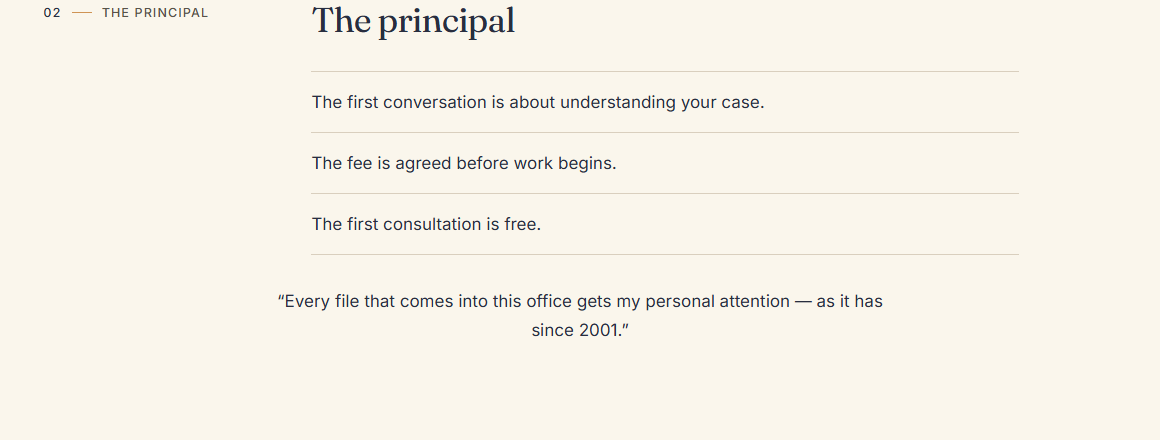 02 — THE PRINCIPAL
The principal
The first conversation is about understanding your case.
The fee is agreed before work begins.
The first consultation is free.
“Every file that comes into this office gets my personal attention — as it has
since 2001.”